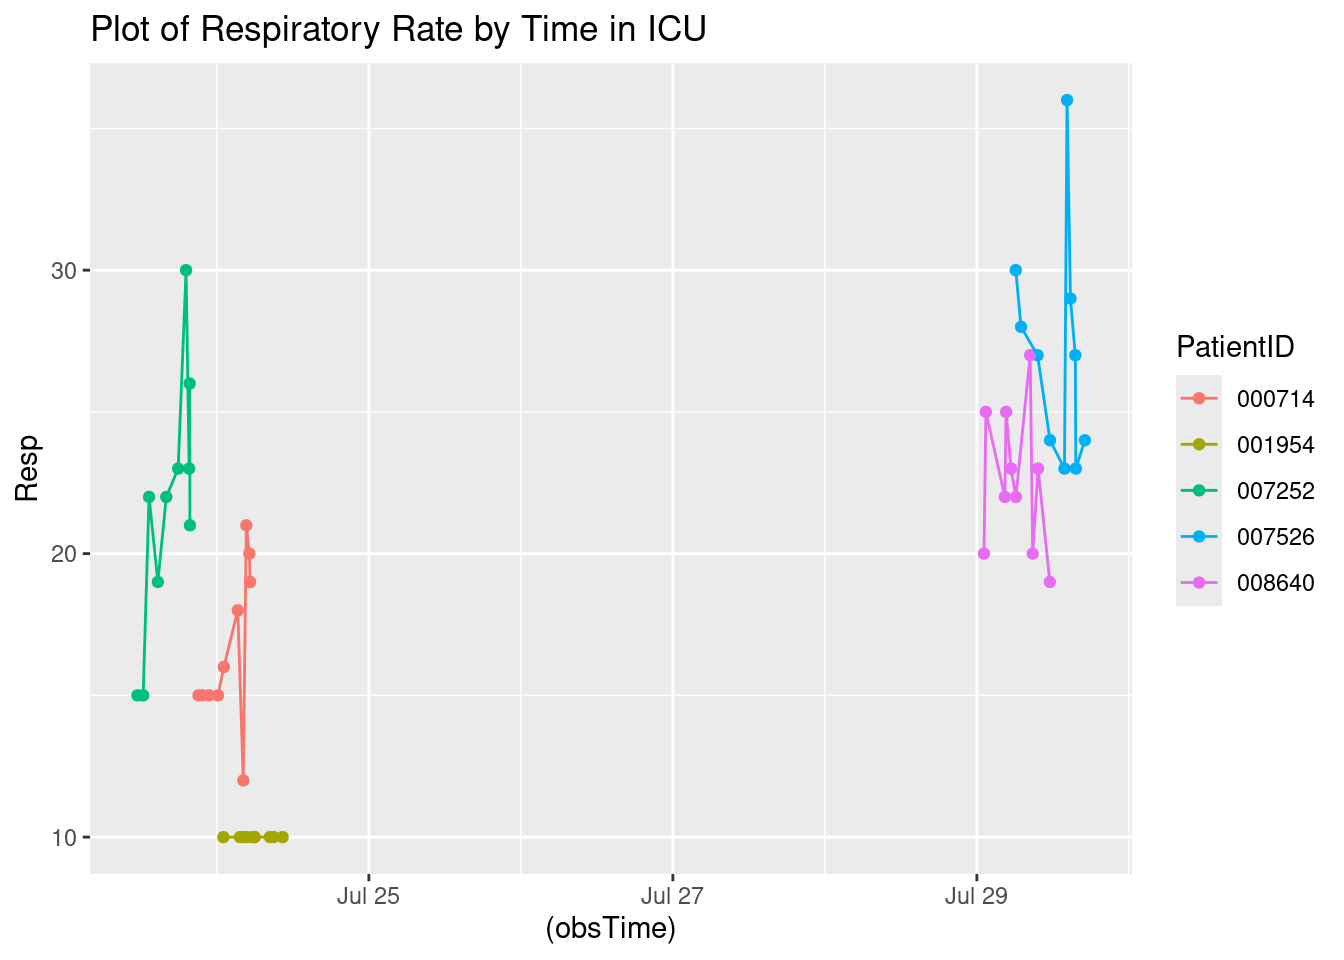 Plot of Respiratory Rate by Time in ICU
Resp
30
20
10
Jul 25
Jul 27
Jul 29
(obsTime)
PatientID
000714
001954
007252
007526
008640